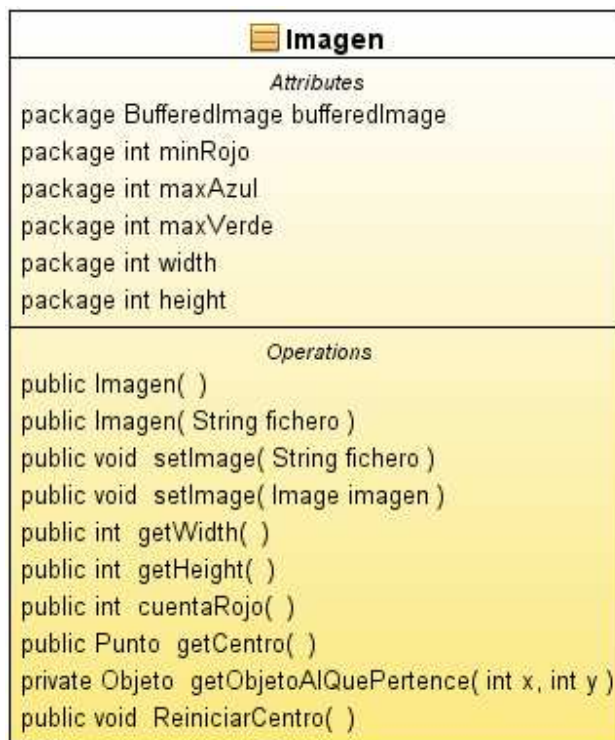 Imagen
Attributes
package BufferedImage bufferedImage
package int minRojo
package int maxAzul
package int maxVerde
package int width
package int height
Operations
public Imagen( )
public Imagen( String fichero )
public void setImage( String fichero )
public void setImage( Image imagen )
public int getWidth( )
public int getHeight( )
public int cuentaRojo( )
public Punto getCentro( )
private Objeto getObjetoAlQuePertence( int x, int y )
public void ReiniciarCentro( )